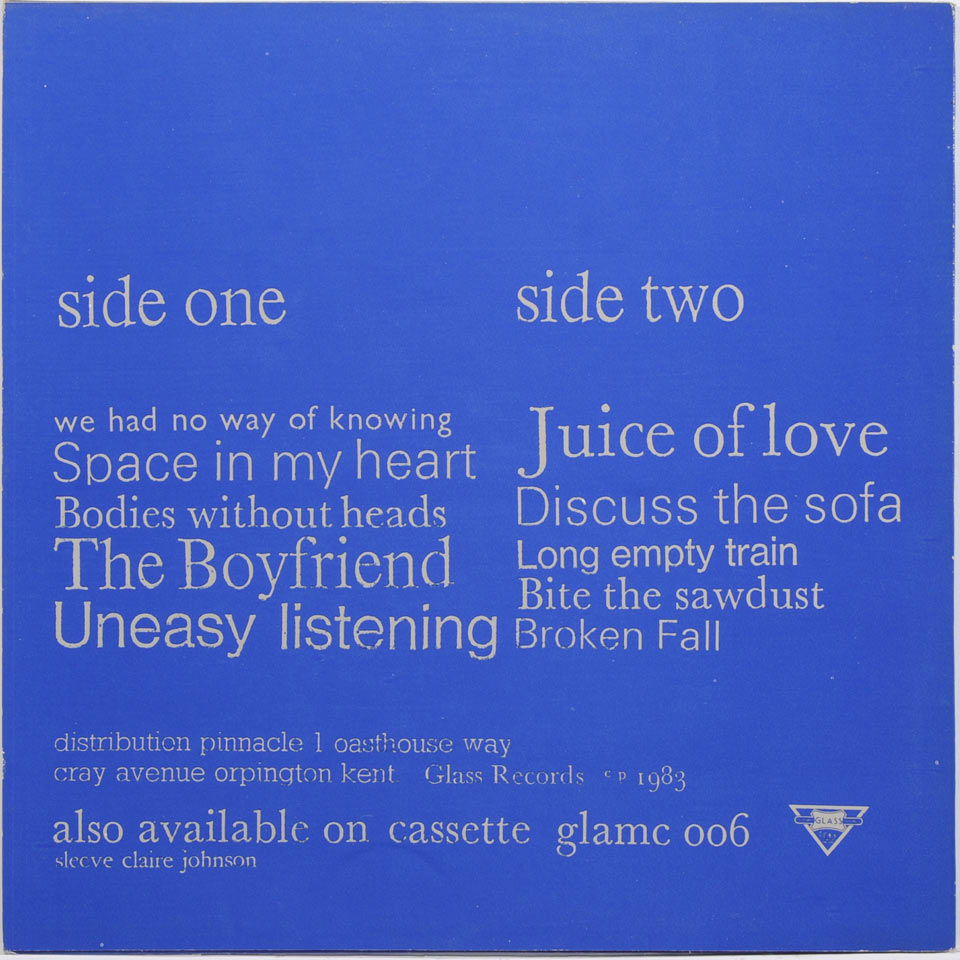 side one
we had no way of knowing
Space in my heart
Bodies without heads
The Boyfriend
Uneasy listening
side two
Juice of love
Discuss the sofa
Long empty train
Bite the sawdust
Broken Fall
distribution pinnacle 1 oasthouse way
cray avenue orpington kent Glass Records c p 1983
also available on cassette glamc 006
sleeve claire johnson
GLASS